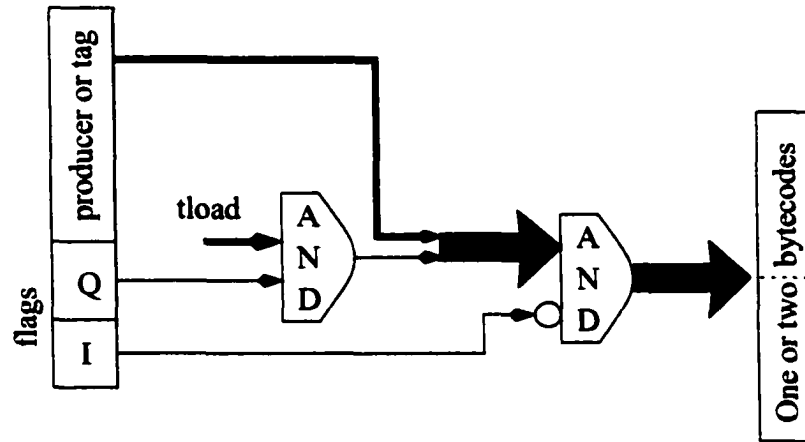 producer or tag
Q
I
flags
tload
AND
AND
One or two bytecodes